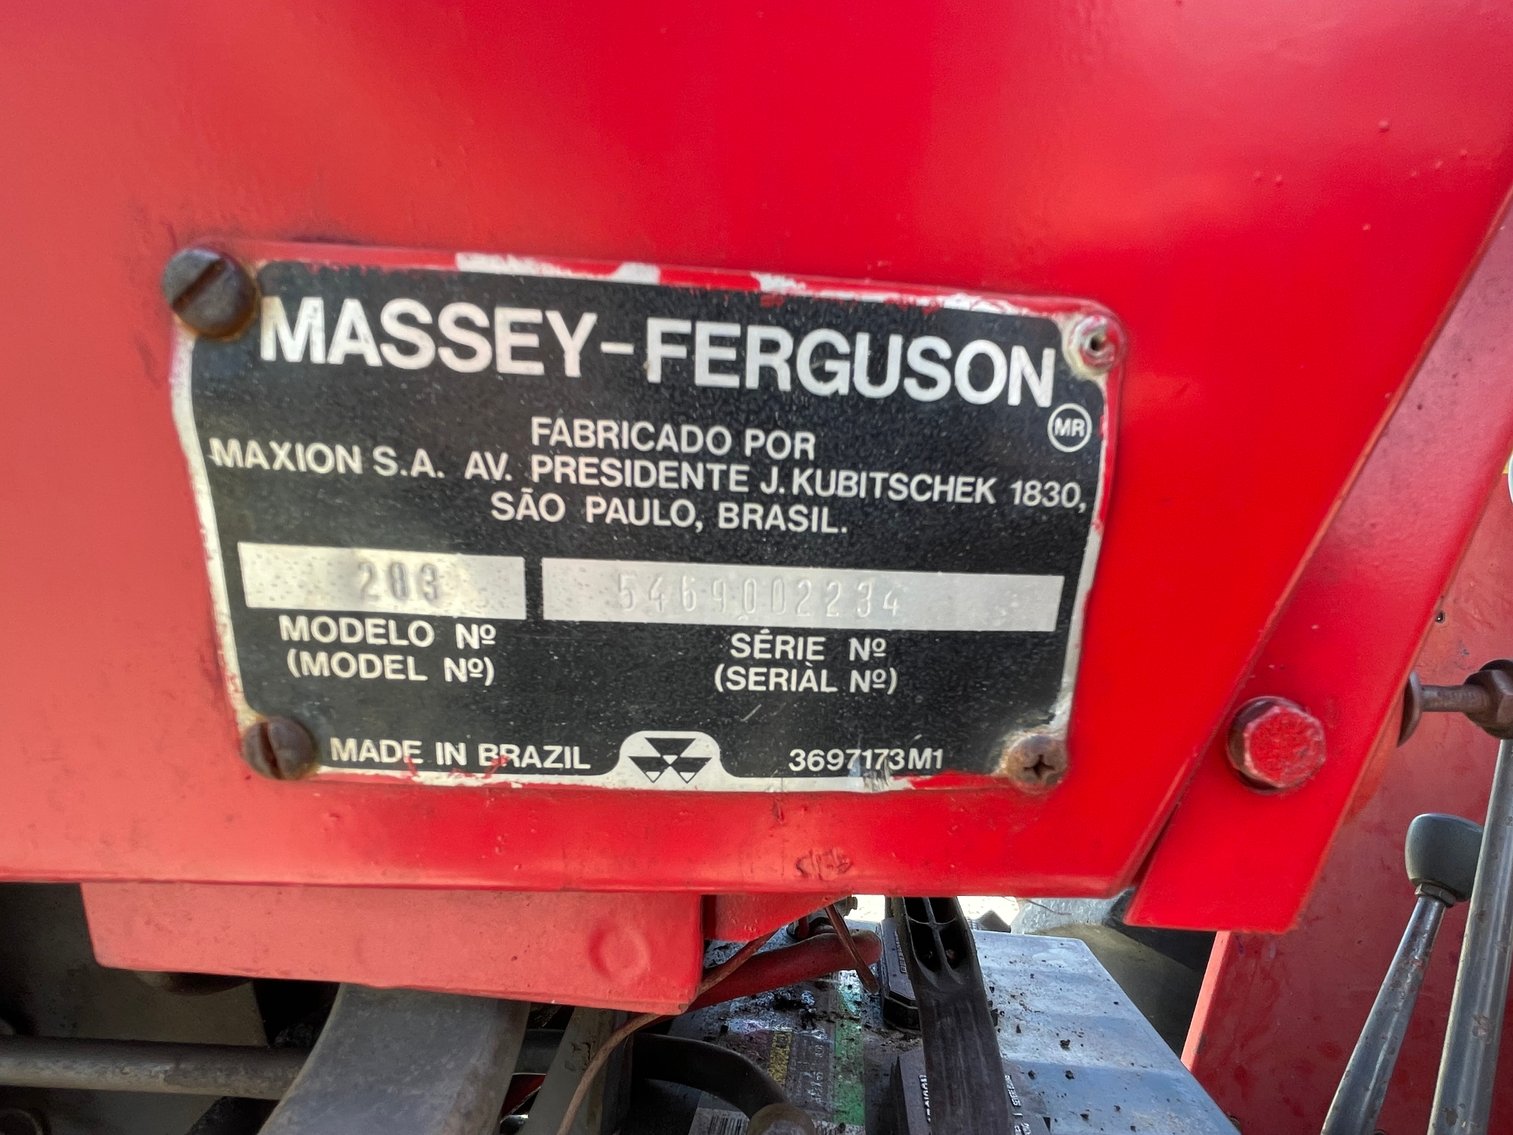 MASSEY-FERGUSON
MR
FABRICADO POR
MAXION S.A. AV. PRESIDENTE J. KUBITSCHEK 1830,
SÃO PAULO, BRASIL.
283 5469002234
MODELO Nº SÉRIE Nº
(MODEL Nº) (SERIAL Nº)
MADE IN BRAZIL 3697173M1